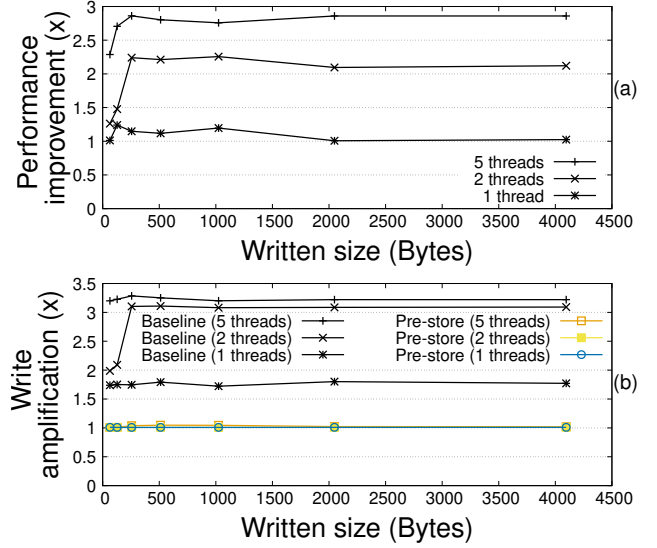 3
2.5
2
1.5
1
0.5
0
Performance
improvement (x)
5 threads
2 threads
1 thread
(a)
0 500 1000 1500 2000 2500 3000 3500 4000 4500
Written size (Bytes)
3.5
3
2.5
2
1.5
1
0.5
0
Write
amplification (x)
Baseline (5 threads) Pre-store (5 threads)
Baseline (2 threads) Pre-store (2 threads)
Baseline (1 threads) Pre-store (1 threads)
(b)
0 500 1000 1500 2000 2500 3000 3500 4000 4500
Written size (Bytes)